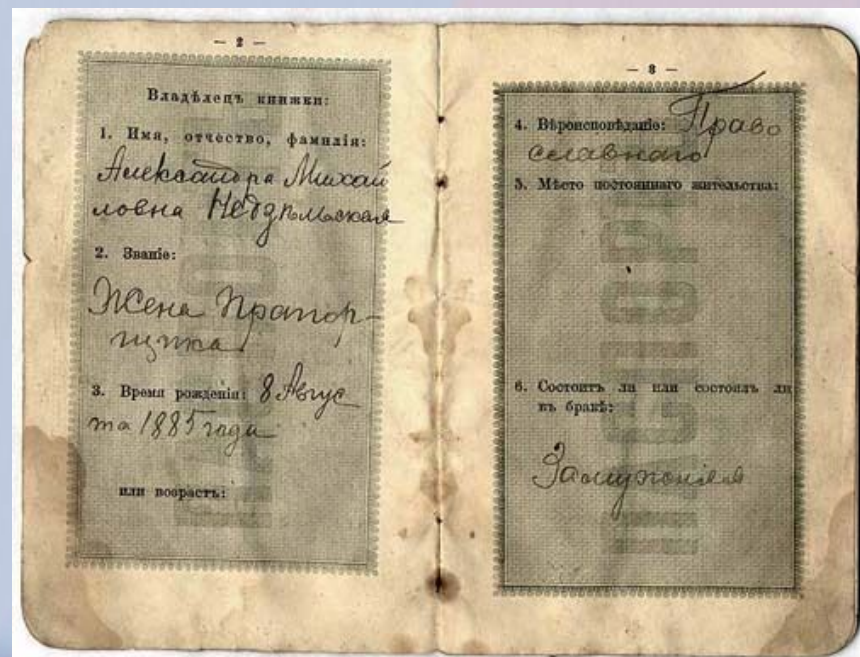 — 2 —
Владѣлецъ книжки:
1. Имя, отчество, фамилія:
Александра Михай
ловна
2. Званіе:
Жена Прапор-
щика
3. Время рожденія: 8 Авгус
та 1885 года
или возрастъ:
— 3 —
4. Вѣроисповѣданіе: Право
славнаго
5. Мѣсто постояннаго жительства:
6. Состоитъ ли или состоялъ ли
въ бракѣ:
Замужняя